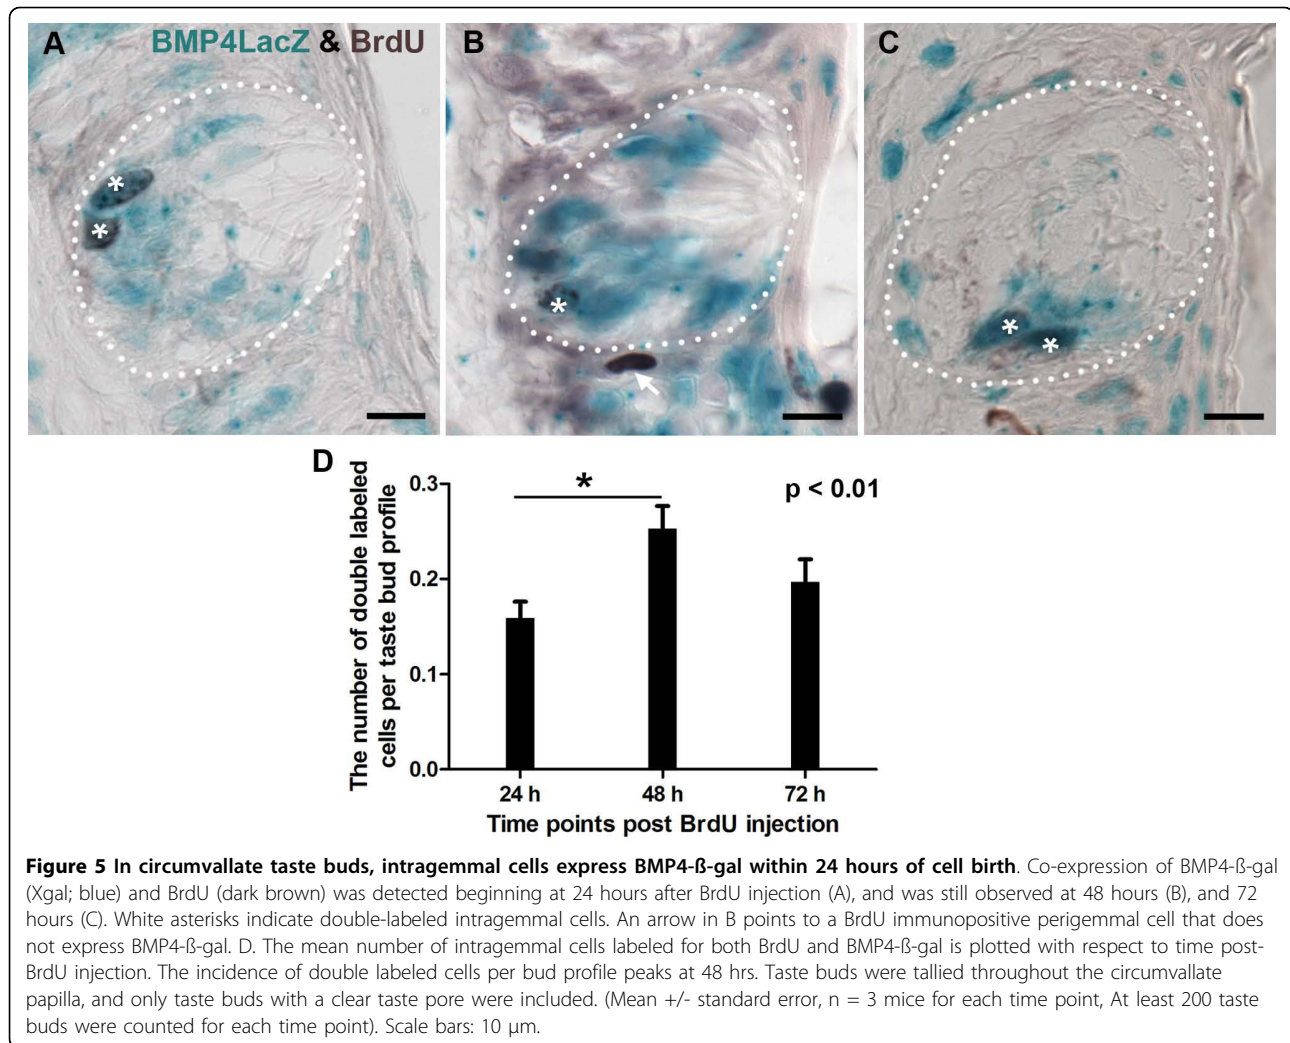 A BMP4LacZ & BrdU B C
* * * * *
D
The number of double labeled
cells per taste bud profile
0.3
0.2
0.1
0.0
*
p < 0.01
24 h 48 h 72 h
Time points post BrdU injection
Figure 5 In circumvallate taste buds, intragemmal cells express BMP4-ß-gal within 24 hours of cell birth. Co-expression of BMP4-ß-gal
(Xgal; blue) and BrdU (dark brown) was detected beginning at 24 hours after BrdU injection (A), and was still observed at 48 hours (B), and 72
hours (C). White asterisks indicate double-labeled intragemmal cells. An arrow in B points to a BrdU immunopositive perigemmal cell that does
not express BMP4-ß-gal. D. The mean number of intragemmal cells labeled for both BrdU and BMP4-ß-gal is plotted with respect to time post-
BrdU injection. The incidence of double labeled cells per bud profile peaks at 48 hrs. Taste buds were tallied throughout the circumvallate
papilla, and only taste buds with a clear taste pore were included. (Mean +/- standard error, n = 3 mice for each time point, At least 200 taste
buds were counted for each time point). Scale bars: 10 μm.